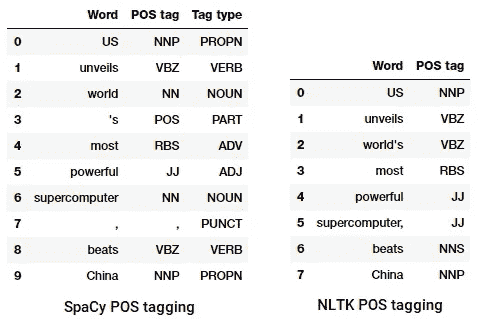 Word POS tag Tag type
0 US NNP PROPN
1 unveils VBZ VERB
2 world NN NOUN
3 's POS PART
4 most RBS ADV
5 powerful JJ ADJ
6 supercomputer NN NOUN
7 , , PUNCT
8 beats VBZ VERB
9 China NNP PROPN
SpaCy POS tagging
Word POS tag
0 US NNP
1 unveils VBZ
2 world's VBZ
3 most RBS
4 powerful JJ
5 supercomputer, JJ
6 beats NNS
7 China NNP
NLTK POS tagging